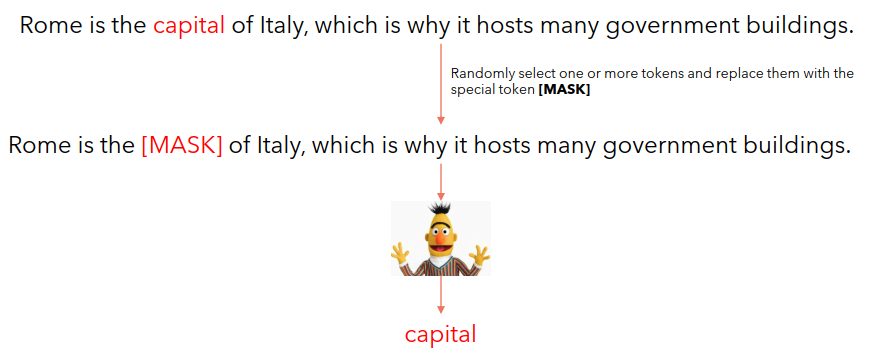 Rome is the capital of Italy, which is why it hosts many government buildings.
Randomly select one or more tokens and replace them with the
special token [MASK]
Rome is the [MASK] of Italy, which is why it hosts many government buildings.
capital